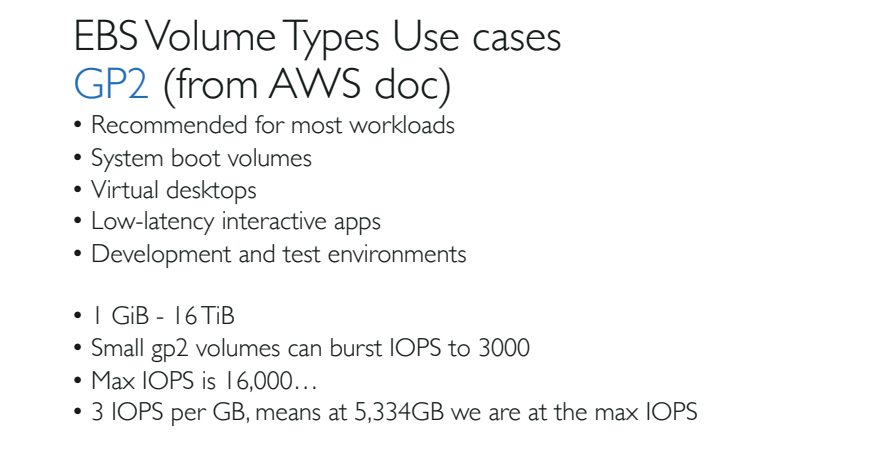 EBS Volume Types Use cases
GP2 (from AWS doc)
• Recommended for most workloads
• System boot volumes
• Virtual desktops
• Low-latency interactive apps
• Development and test environments
• 1 GiB - 16 TiB
• Small gp2 volumes can burst IOPS to 3000
• Max IOPS is 16,000…
• 3 IOPS per GB, means at 5,334GB we are at the max IOPS